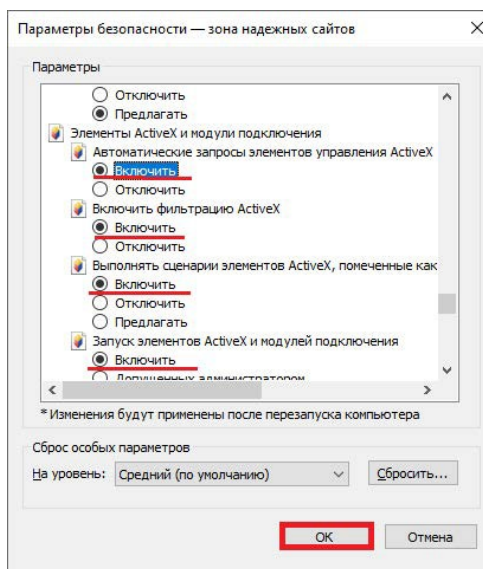 Параметры безопасности — зона надежных сайтов
Параметры
Отключить
Предлагать
Элементы ActiveX и модули подключения
Автоматические запросы элементов управления ActiveX
Включить
Отключить
Включить фильтрацию ActiveX
Включить
Отключить
Выполнять сценарии элементов ActiveX, помеченные как
Включить
Отключить
Предлагать
Запуск элементов ActiveX и модулей подключения
Включить
Допущенных администратором
*Изменения будут применены после перезапуска компьютера
Сброс особых параметров
На уровень: Средний (по умолчанию) Сбросить...
ОК Отмена